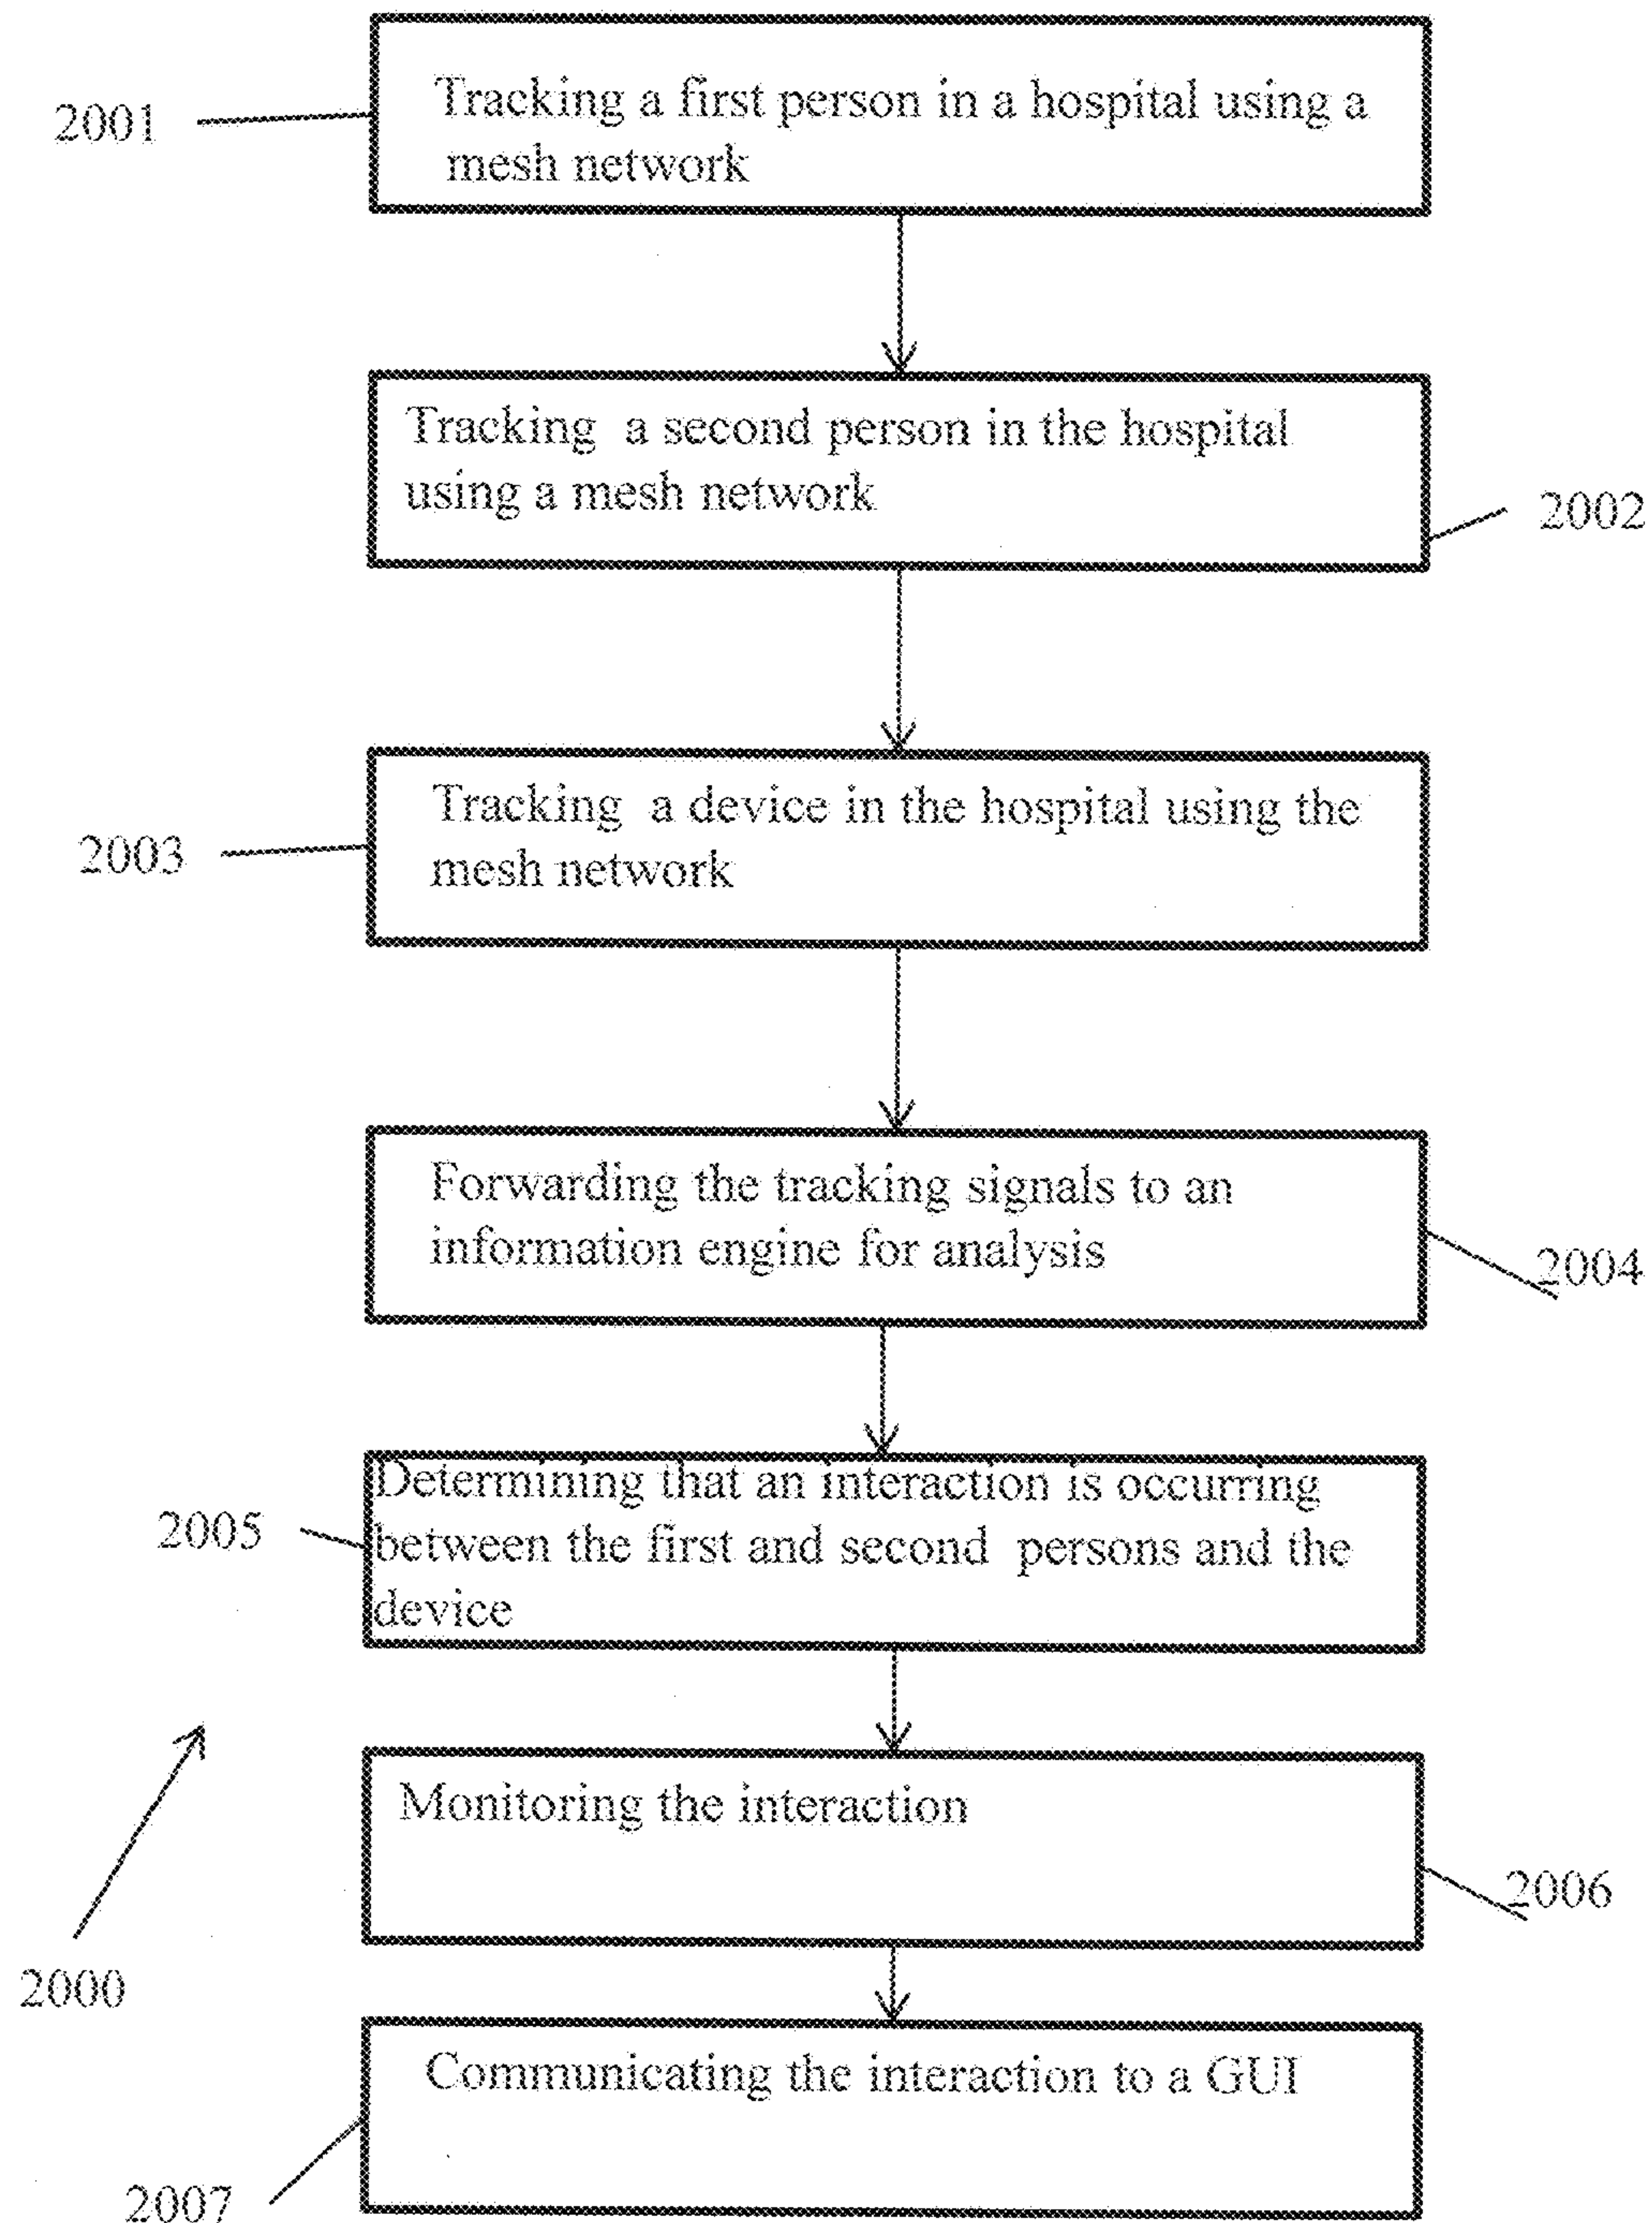 2001
Tracking a first person in a hospital using a
mesh network
Tracking a second person in the hospital
using a mesh network
2002
2003
Tracking a device in the hospital using the
mesh network
Forwarding the tracking signals to an
information engine for analysis
2004
2005
Determining that an interaction is occurring
between the first and second persons and the
device
Monitoring the interaction
2006
2000
Communicating the interaction to a GUI
2007